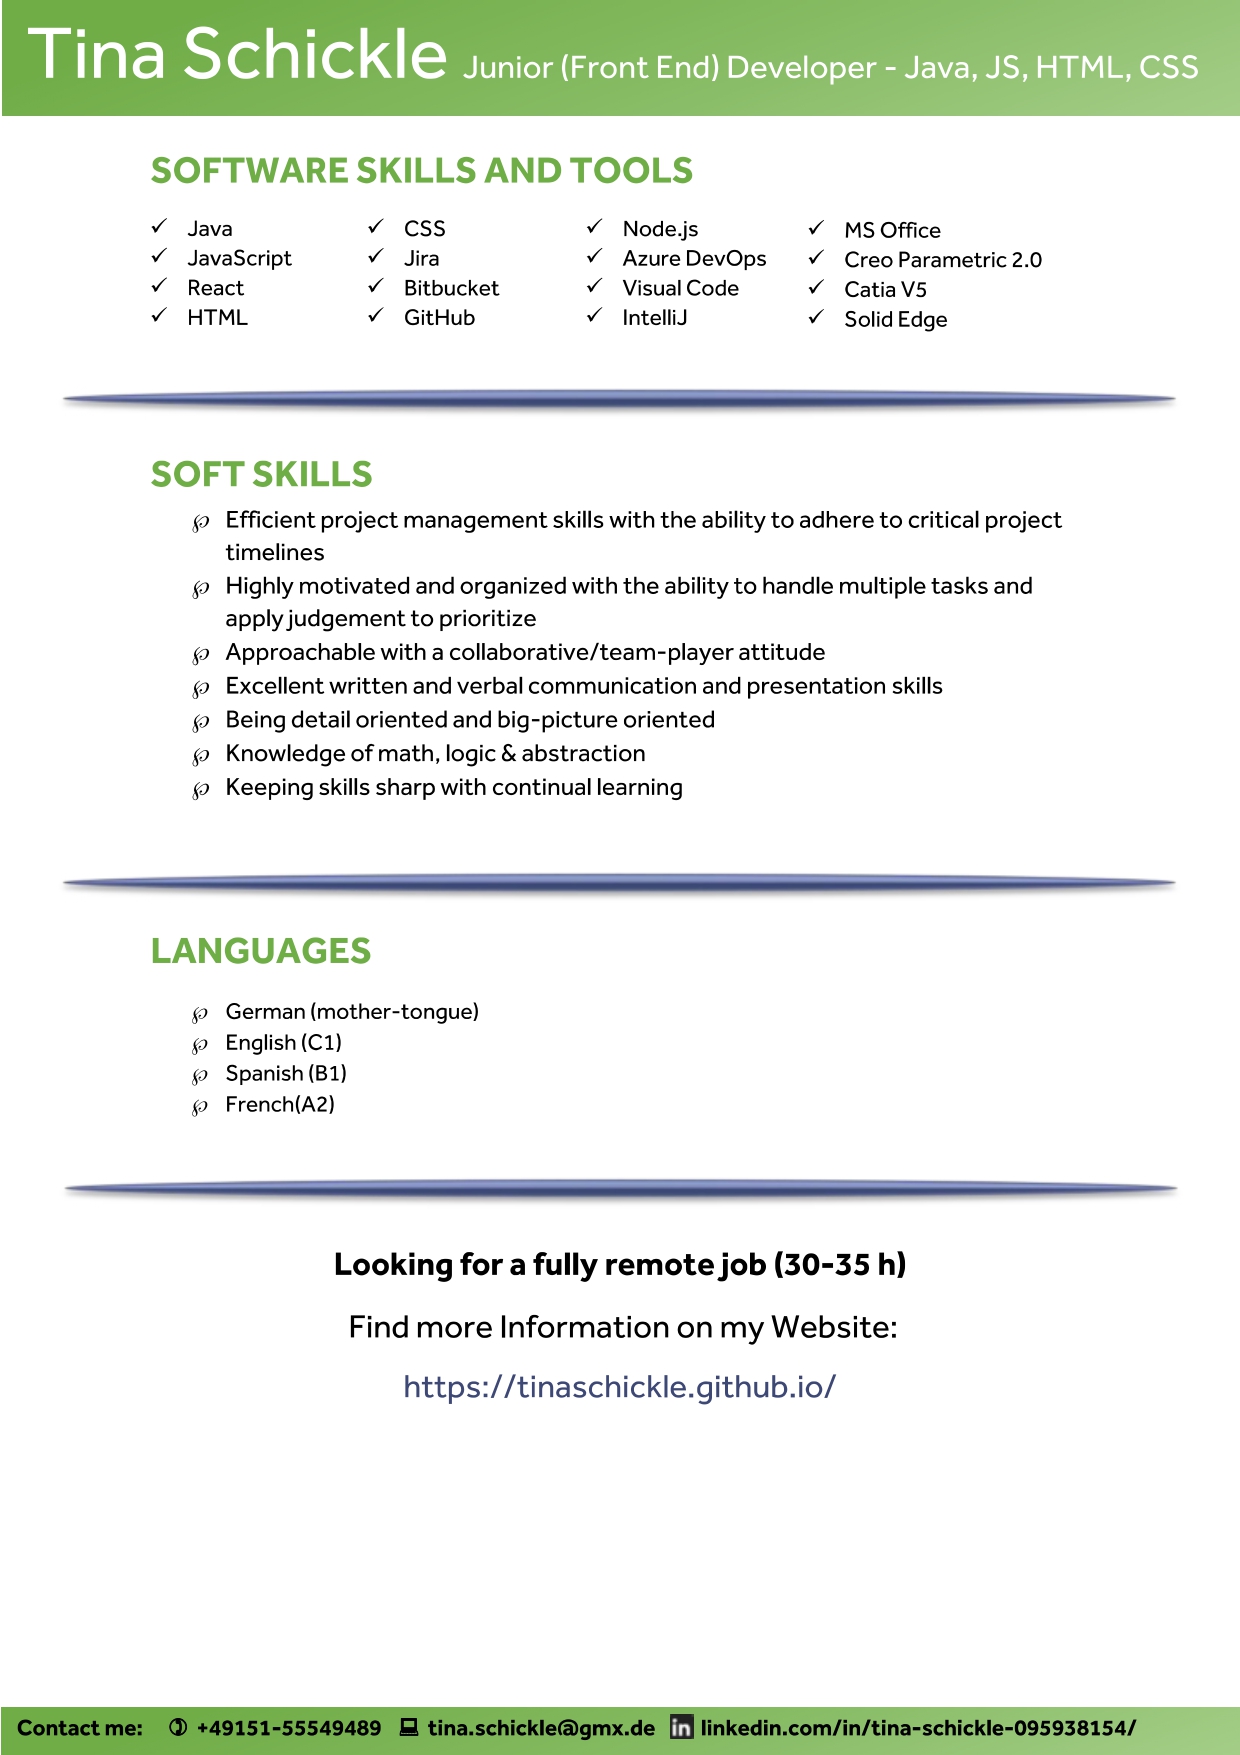 Tina Schickle Junior (Front End) Developer - Java, JS, HTML, CSS
SOFTWARE SKILLS AND TOOLS
✓ Java
✓ JavaScript
✓ React
✓ HTML
✓ CSS
✓ Jira
✓ Bitbucket
✓ GitHub
✓ Node.js
✓ Azure DevOps
✓ Visual Code
✓ IntelliJ
✓ MS Office
✓ Creo Parametric 2.0
✓ Catia V5
✓ Solid Edge
SOFT SKILLS
℘ Efficient project management skills with the ability to adhere to critical project
timelines
℘ Highly motivated and organized with the ability to handle multiple tasks and
apply judgement to prioritize
℘ Approachable with a collaborative/team-player attitude
℘ Excellent written and verbal communication and presentation skills
℘ Being detail oriented and big-picture oriented
℘ Knowledge of math, logic & abstraction
℘ Keeping skills sharp with continual learning
LANGUAGES
℘ German (mother-tongue)
℘ English (C1)
℘ Spanish (B1)
℘ French(A2)
Looking for a fully remote job (30-35 h)
Find more Information on my Website:
https://tinaschickle.github.io/
Contact me: +49151-55549489 tina.schickle@gmx.de in linkedin.com/in/tina-schickle-095938154/